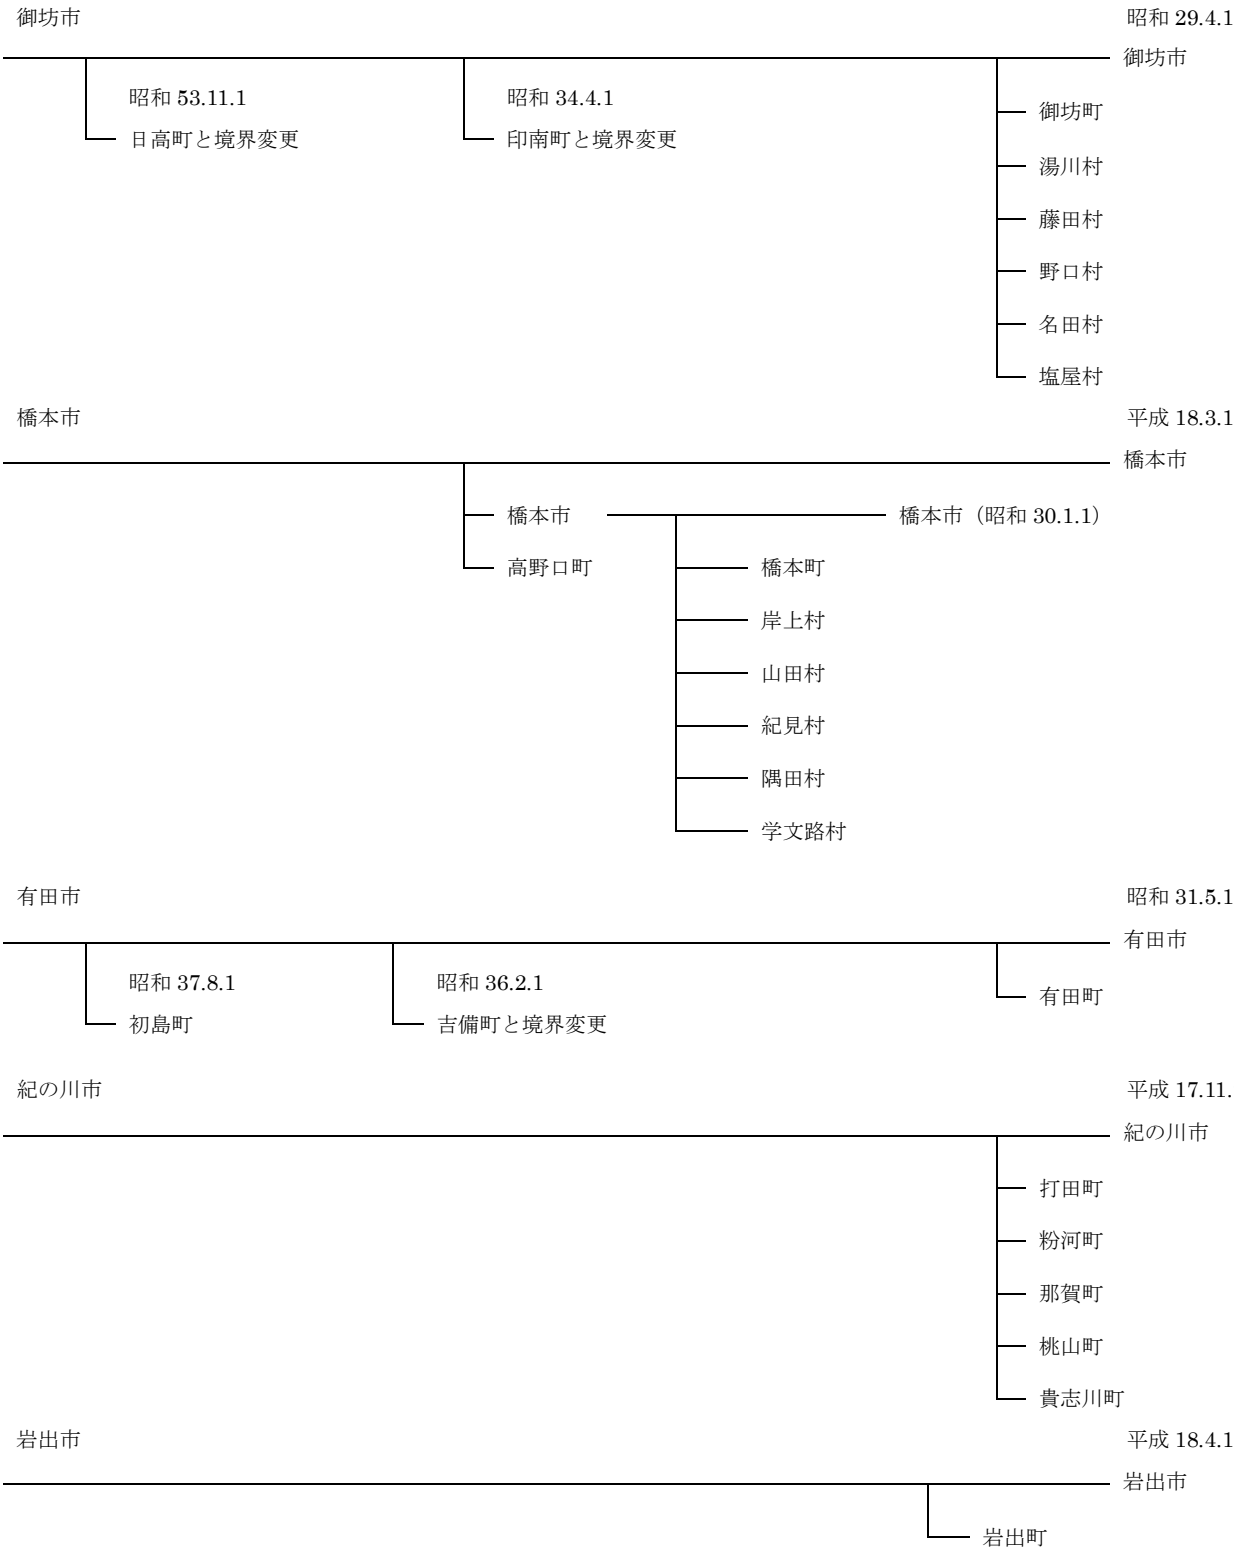 御坊市 昭和 29.4.1
御坊市
昭和 53.11.1 昭和 34.4.1
御坊町
日高町と境界変更 印南町と境界変更
湯川村
藤田村
野口村
名田村
塩屋村
橋本市 平成 18.3.1
橋本市
橋本市 橋本市（昭和 30.1.1）
高野口町 橋本町
岸上村
山田村
紀見村
隅田村
学文路村
有田市 昭和 31.5.1
有田市
昭和 37.8.1 昭和 36.2.1
有田町
初島町 吉備町と境界変更
紀の川市 平成 17.11.
紀の川市
打田町
粉河町
那賀町
桃山町
貴志川町
岩出市 平成 18.4.1
岩出市
岩出町